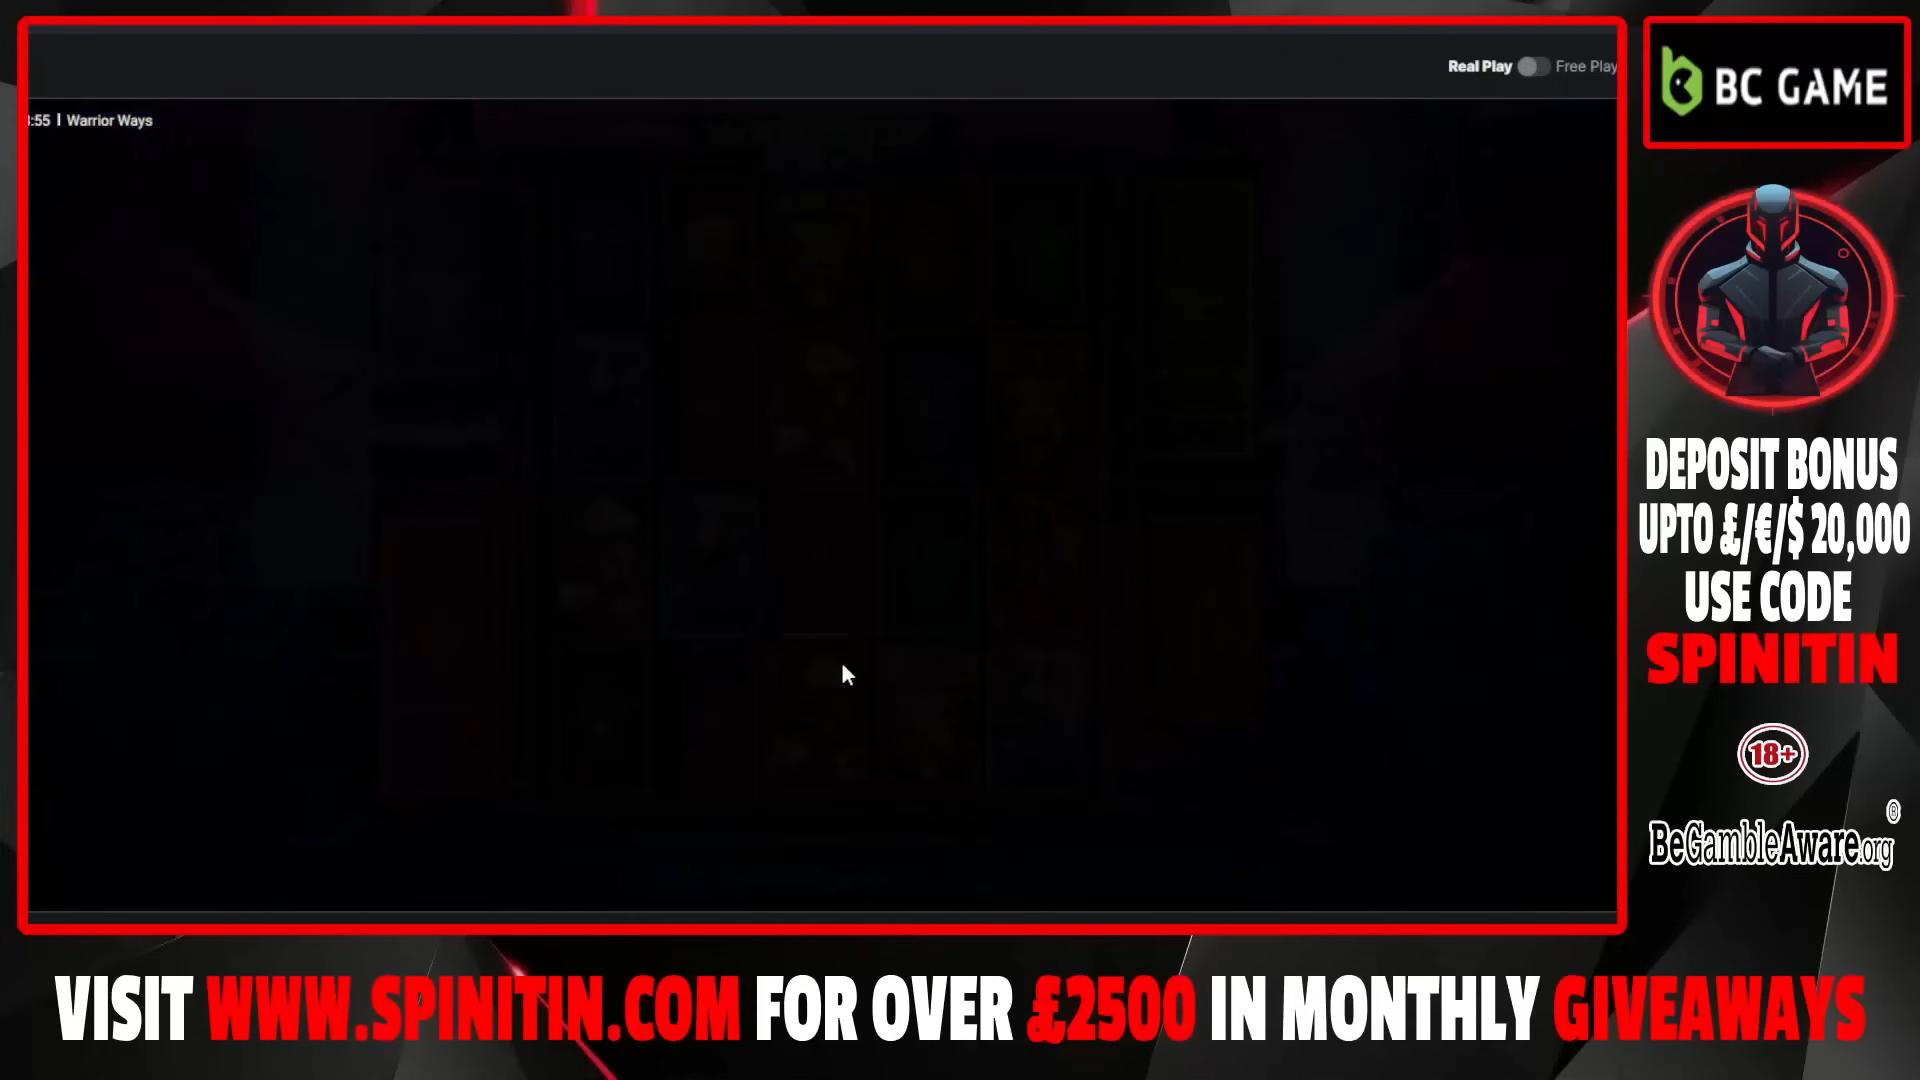 Real Play Free Play
:55 | Warrior Ways
BC GAME
DEPOSIT BONUS
UPTO £/€/$ 20,000
USE CODE
SPINITIN
18+
BeGambleAware.org®
VISIT WWW.SPINITIN.COM FOR OVER £2500 IN MONTHLY GIVEAWAYS